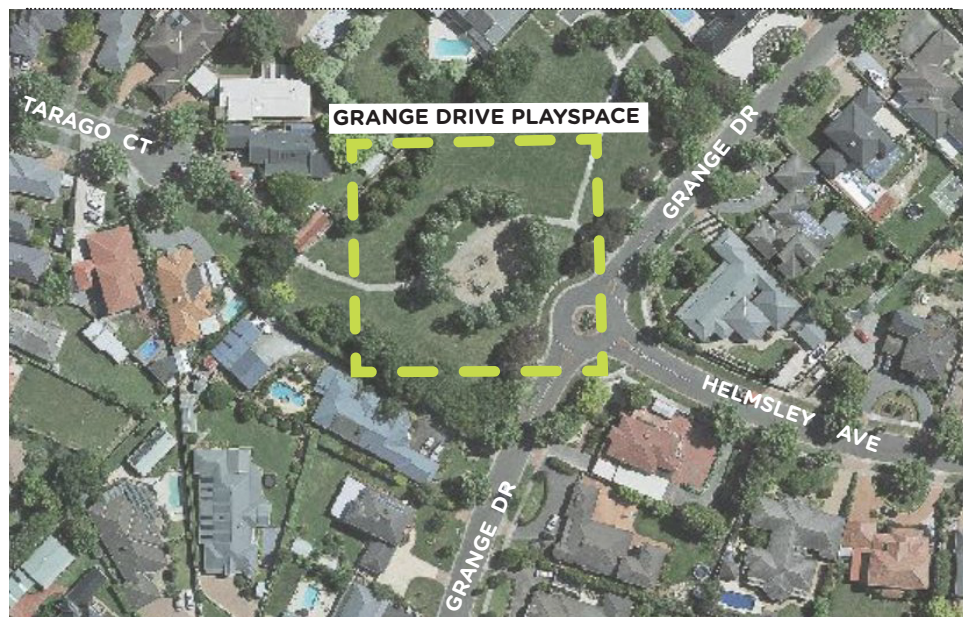 GRANGE DRIVE PLAYSPACE
TARAGO CT
GRANGE DR
HELMSLEY AVE
GRANGE DR